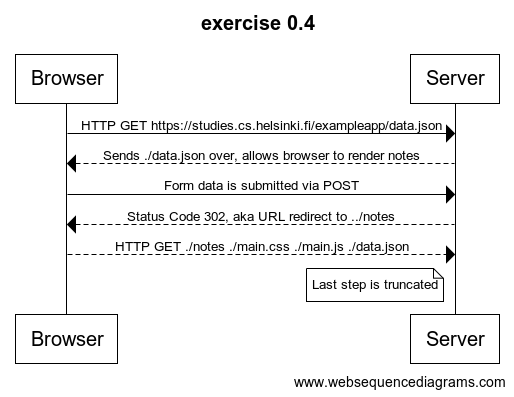 exercise 0.4
Browser
Server
HTTP GET https://studies.cs.helsinki.fi/exampleapp/data.json
Sends ./data.json over, allows browser to render notes
Form data is submitted via POST
Status Code 302, aka URL redirect to ../notes
HTTP GET ./notes ./main.css ./main.js ./data.json
Last step is truncated
Browser
Server
www.websequencediagrams.com